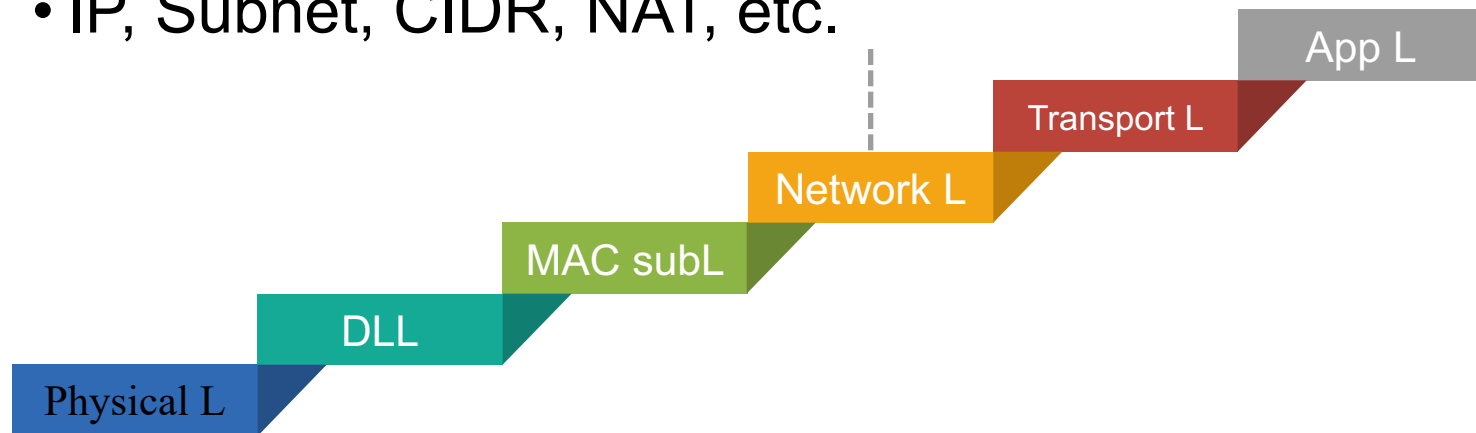 • IP, Subnet, CIDR, NAT, etc.
App L
Transport L
Network L
MAC subL
DLL
Physical L